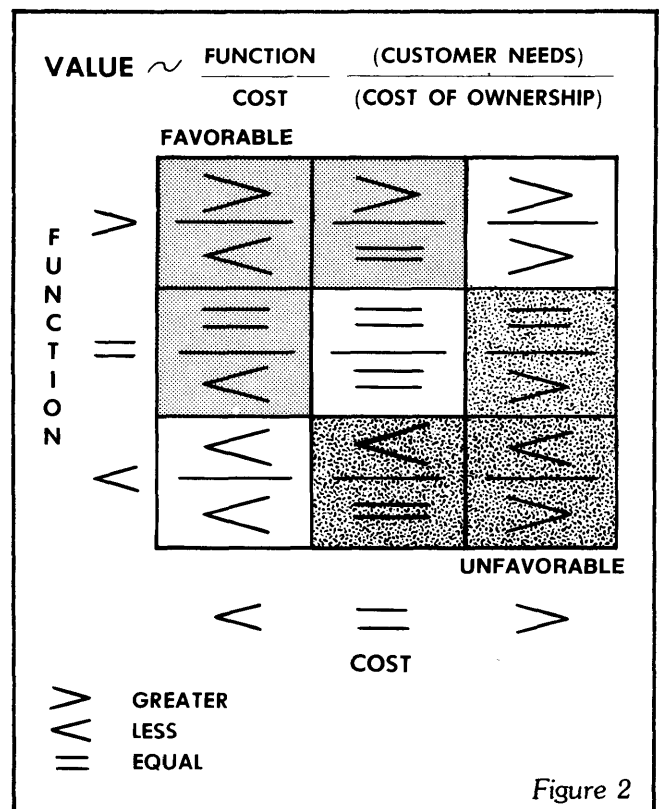 VALUE ~ FUNCTION (CUSTOMER NEEDS)
COST (COST OF OWNERSHIP)
FAVORABLE
> > >
< = >
= = =
< = >
< < <
< = >
FUNCTION
>
=
<
UNFAVORABLE
< = >
COST
> GREATER
< LESS
= EQUAL
Figure 2